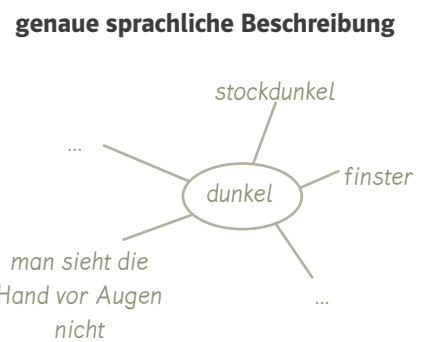 genaue sprachliche Beschreibung
stockdunkel
...
finster
dunkel
man sieht die
Hand vor Augen
nicht
...